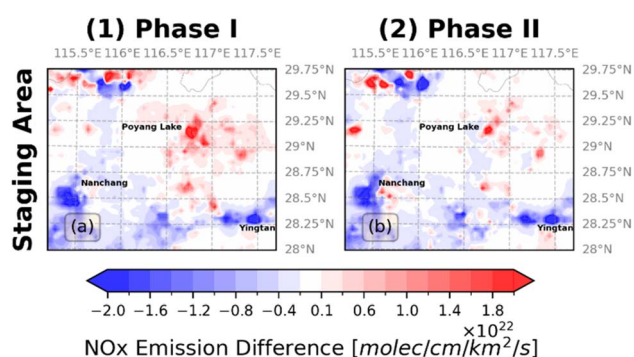 (1) Phase I (2) Phase II
115.5°E 116°E 116.5°E 117°E 117.5°E 115.5°E 116°E 116.5°E 117°E 117.5°E
Staging Area
29.75°N 29.75°N
29.5°N 29.5°N
Poyang Lake 29.25°N Poyang Lake 29.25°N
29°N 29°N
28.75°N 28.75°N
Nanchang 28.5°N Nanchang 28.5°N
(a) 28.25°N (b) 28.25°N
Yingtan Yingtan
28°N 28°N
−2.0 −1.6 −1.2 −0.8 −0.4 0.1 0.6 1.0 1.4 1.8
×10²²
NOx Emission Difference [molec/cm/km²/s]